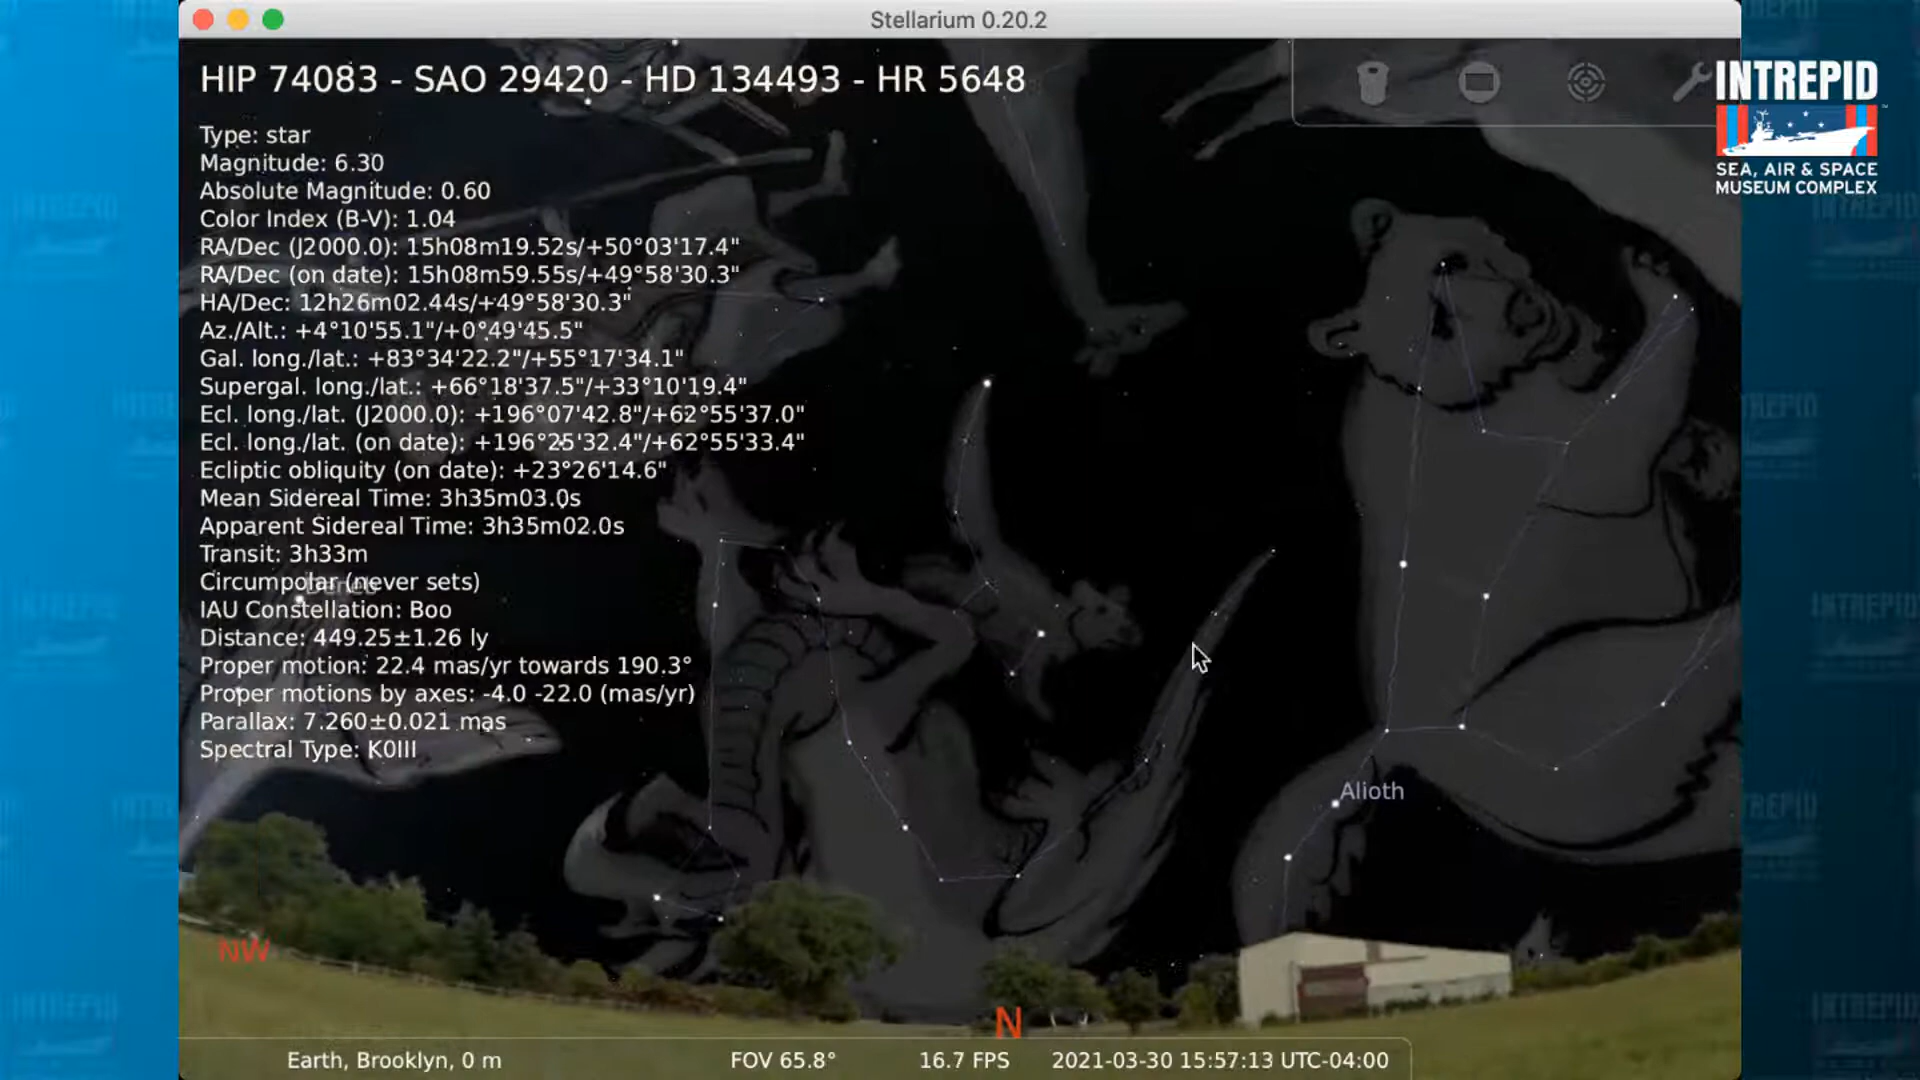 Stellarium 0.20.2
HIP 74083 - SAO 29420 - HD 134493 - HR 5648
Type: star
Magnitude: 6.30
Absolute Magnitude: 0.60
Color Index (B-V): 1.04
RA/Dec (J2000.0): 15h08m19.52s/+50°03'17.4"
RA/Dec (on date): 15h08m59.55s/+49°58'30.3"
HA/Dec: 12h26m02.44s/+49°58'30.3"
Az./Alt.: +4°10'55.1"/+0°49'45.5"
Gal. long./lat.: +83°34'22.2"/+55°17'34.1"
Supergal. long./lat.: +66°18'37.5"/+33°10'19.4"
Ecl. long./lat. (J2000.0): +196°07'42.8"/+62°55'37.0"
Ecl. long./lat. (on date): +196°25'32.4"/+62°55'33.4"
Ecliptic obliquity (on date): +23°26'14.6"
Mean Sidereal Time: 3h35m03.0s
Apparent Sidereal Time: 3h35m02.0s
Transit: 3h33m
Circumpolar (never sets)
IAU Constellation: Boo
Distance: 449.25±1.26 ly
Proper motion: 22.4 mas/yr towards 190.3°
Proper motions by axes: -4.0 -22.0 (mas/yr)
Parallax: 7.260±0.021 mas
Spectral Type: K0III
INTREPID
SEA, AIR & SPACE
MUSEUM COMPLEX
Alioth
NW
N
Earth, Brooklyn, 0 m
FOV 65.8°
16.7 FPS
2021-03-30 15:57:13 UTC-04:00